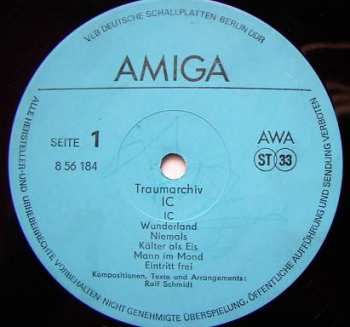 VEB DEUTSCHE SCHALLPLATTEN BERLIN DDR
AMIGA
SEITE 1
8 56 184
AWA
ST 33
Traumarchiv
IC
IC
Wunderland
Niemals
Kälter als Eis
Mann im Mond
Eintritt frei
Kompositionen, Texte und Arrangements:
Ralf Schmidt
ALLE HERSTELLER- UND URHEBERRECHTE VORBEHALTEN · NICHT GENEHMIGTE ÜBERSPIELUNG, ÖFFENTLICHE AUFFÜHRUNG UND SENDUNG VERBOTEN